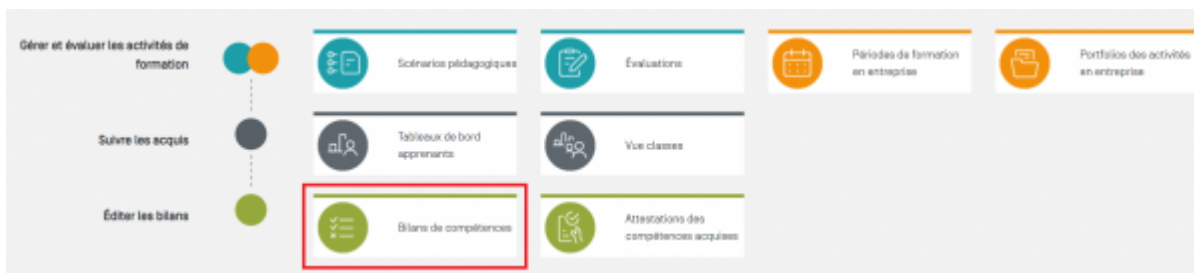 Gérer et évaluer les activités de
formation
Scénarios pédagogiques
Évaluations
Périodes de formation
en entreprise
Portfolios des activités
en entreprise
Suivre les acquis
Tableaux de bord
apprenants
Vue classes
Éditer les bilans
Bilans de compétences
Attestations des
compétences acquises